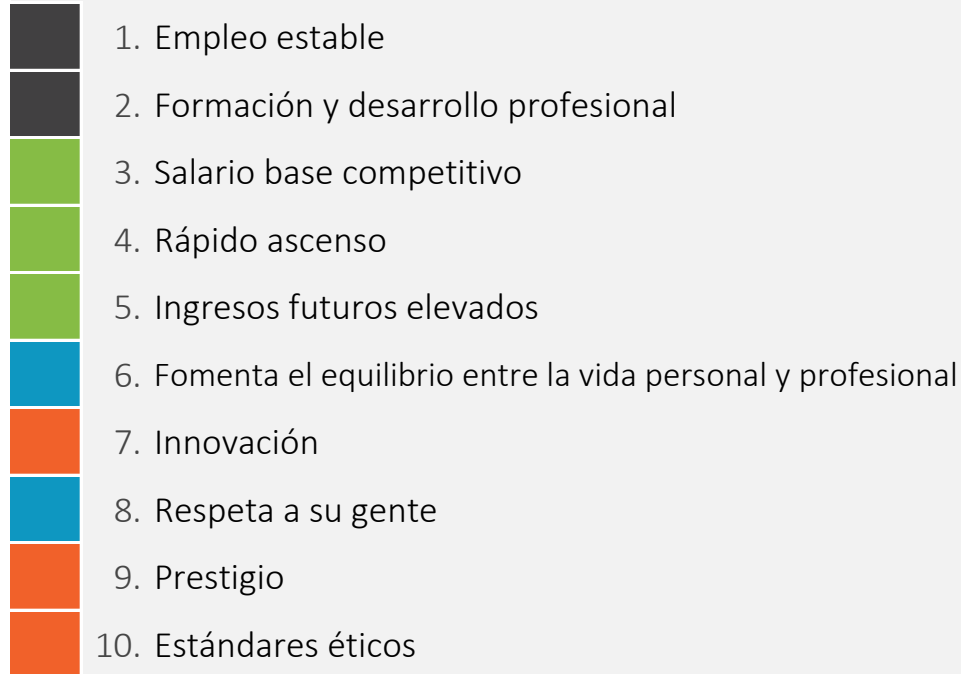 1. Empleo estable
2. Formación y desarrollo profesional
3. Salario base competitivo
4. Rápido ascenso
5. Ingresos futuros elevados
6. Fomenta el equilibrio entre la vida personal y profesional
7. Innovación
8. Respeta a su gente
9. Prestigio
10. Estándares éticos